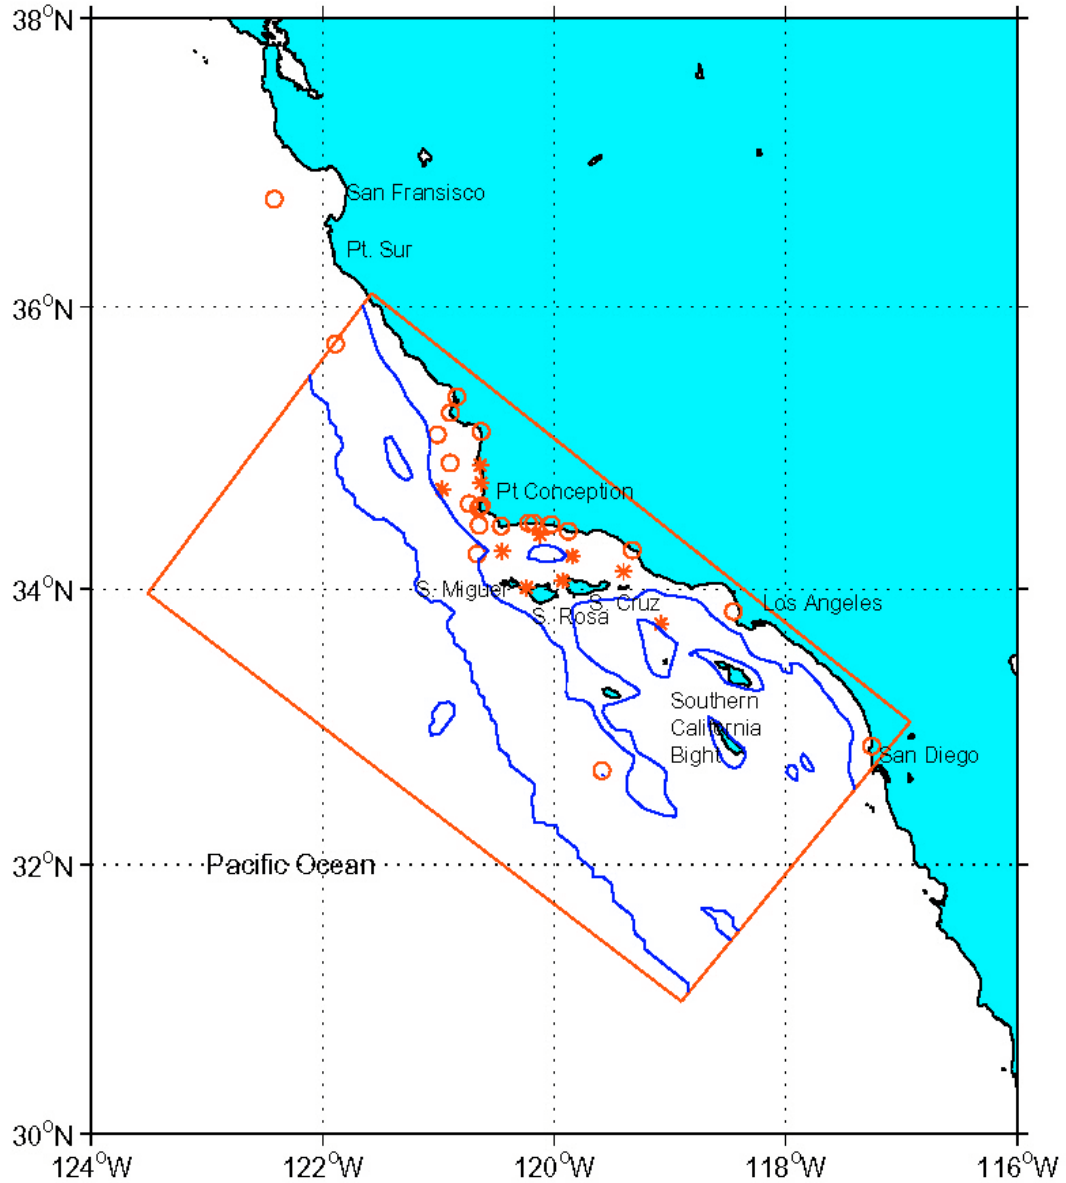 38°N
San Fransisco
Pt. Sur
36°N
Pt Conception
34°N
S. Miguel
S. Cruz
Los Angeles
S. Rosa
Southern
California
Bight
San Diego
32°N
Pacific Ocean
30°N
124°W 122°W 120°W 118°W 116°W